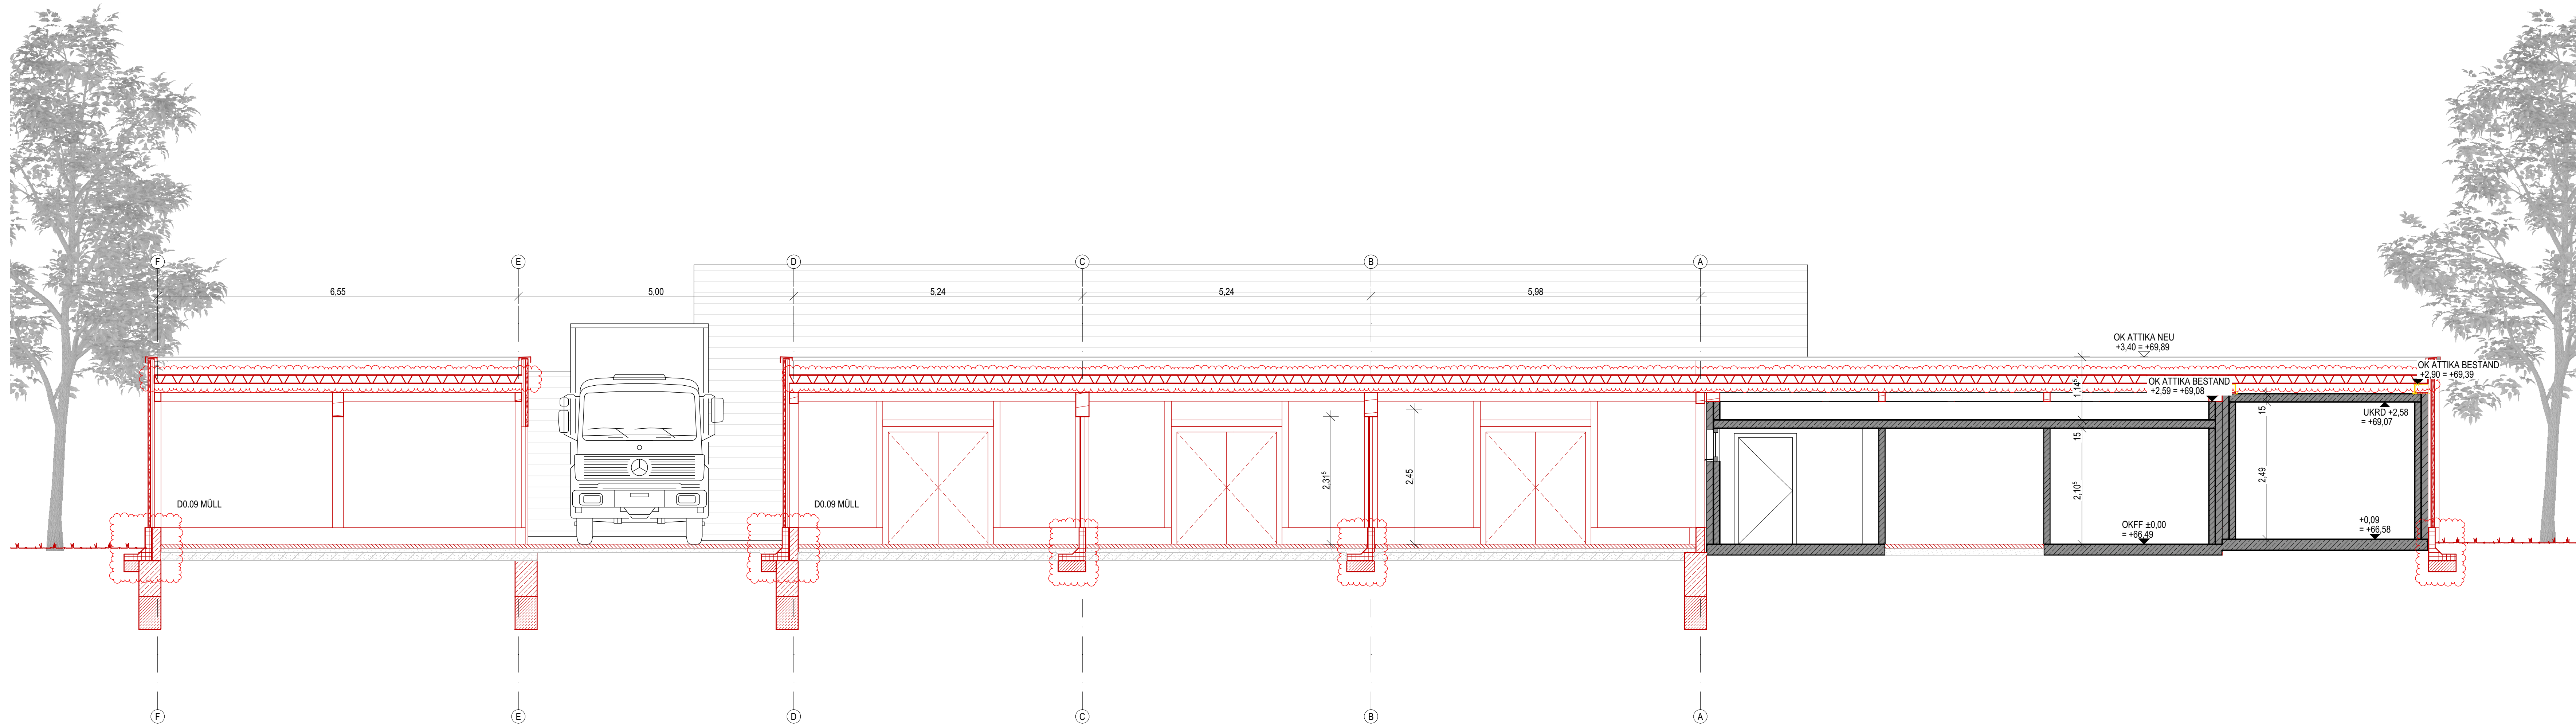 F
E
D
C
B
A
6,55
5,00
5,24
5,24
5,98
OK ATTIKA NEU
+3,40 = +69,89
OK ATTIKA BESTAND
+2,90 = +69,39
OK ATTIKA BESTAND
+2,59 = +69,08
1,14⁵
15
15
UKRD +2,58
= +69,07
2,31⁵
2,45
2,10⁵
2,49
D0.09 MÜLL
D0.09 MÜLL
OKFF ±0,00
= +66,49
+0,09
= +66,58
F
E
D
C
B
A